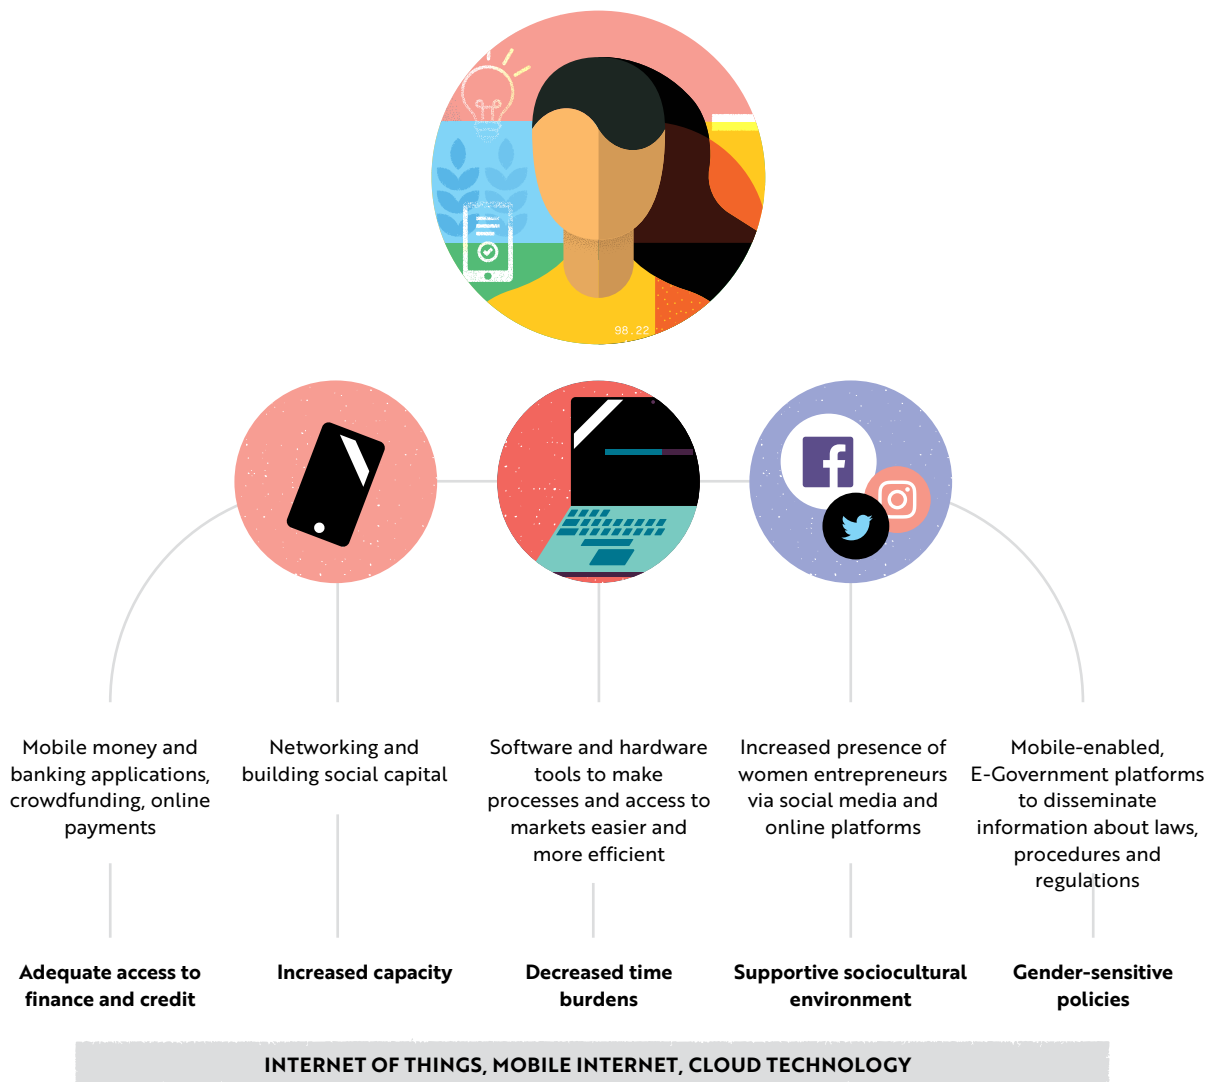 98.22
Mobile money and
banking applications,
crowdfunding, online
payments
Networking and
building social capital
Software and hardware
tools to make
processes and access to
markets easier and
more efficient
Increased presence of
women entrepreneurs
via social media and
online platforms
Mobile-enabled,
E-Government platforms
to disseminate
information about laws,
procedures and
regulations
Adequate access to
finance and credit
Increased capacity
Decreased time
burdens
Supportive sociocultural
environment
Gender-sensitive
policies
INTERNET OF THINGS, MOBILE INTERNET, CLOUD TECHNOLOGY